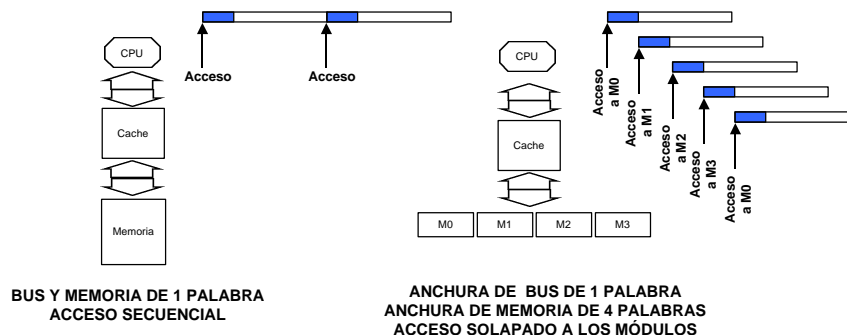 Acceso
Acceso
CPU
Cache
Memoria
BUS Y MEMORIA DE 1 PALABRA
ACCESO SECUENCIAL
Acceso
a M0
Acceso
a M1
Acceso
a M2
Acceso
a M3
Acceso
a M0
CPU
Cache
M0
M1
M2
M3
ANCHURA DE BUS DE 1 PALABRA
ANCHURA DE MEMORIA DE 4 PALABRAS
ACCESO SOLAPADO A LOS MÓDULOS